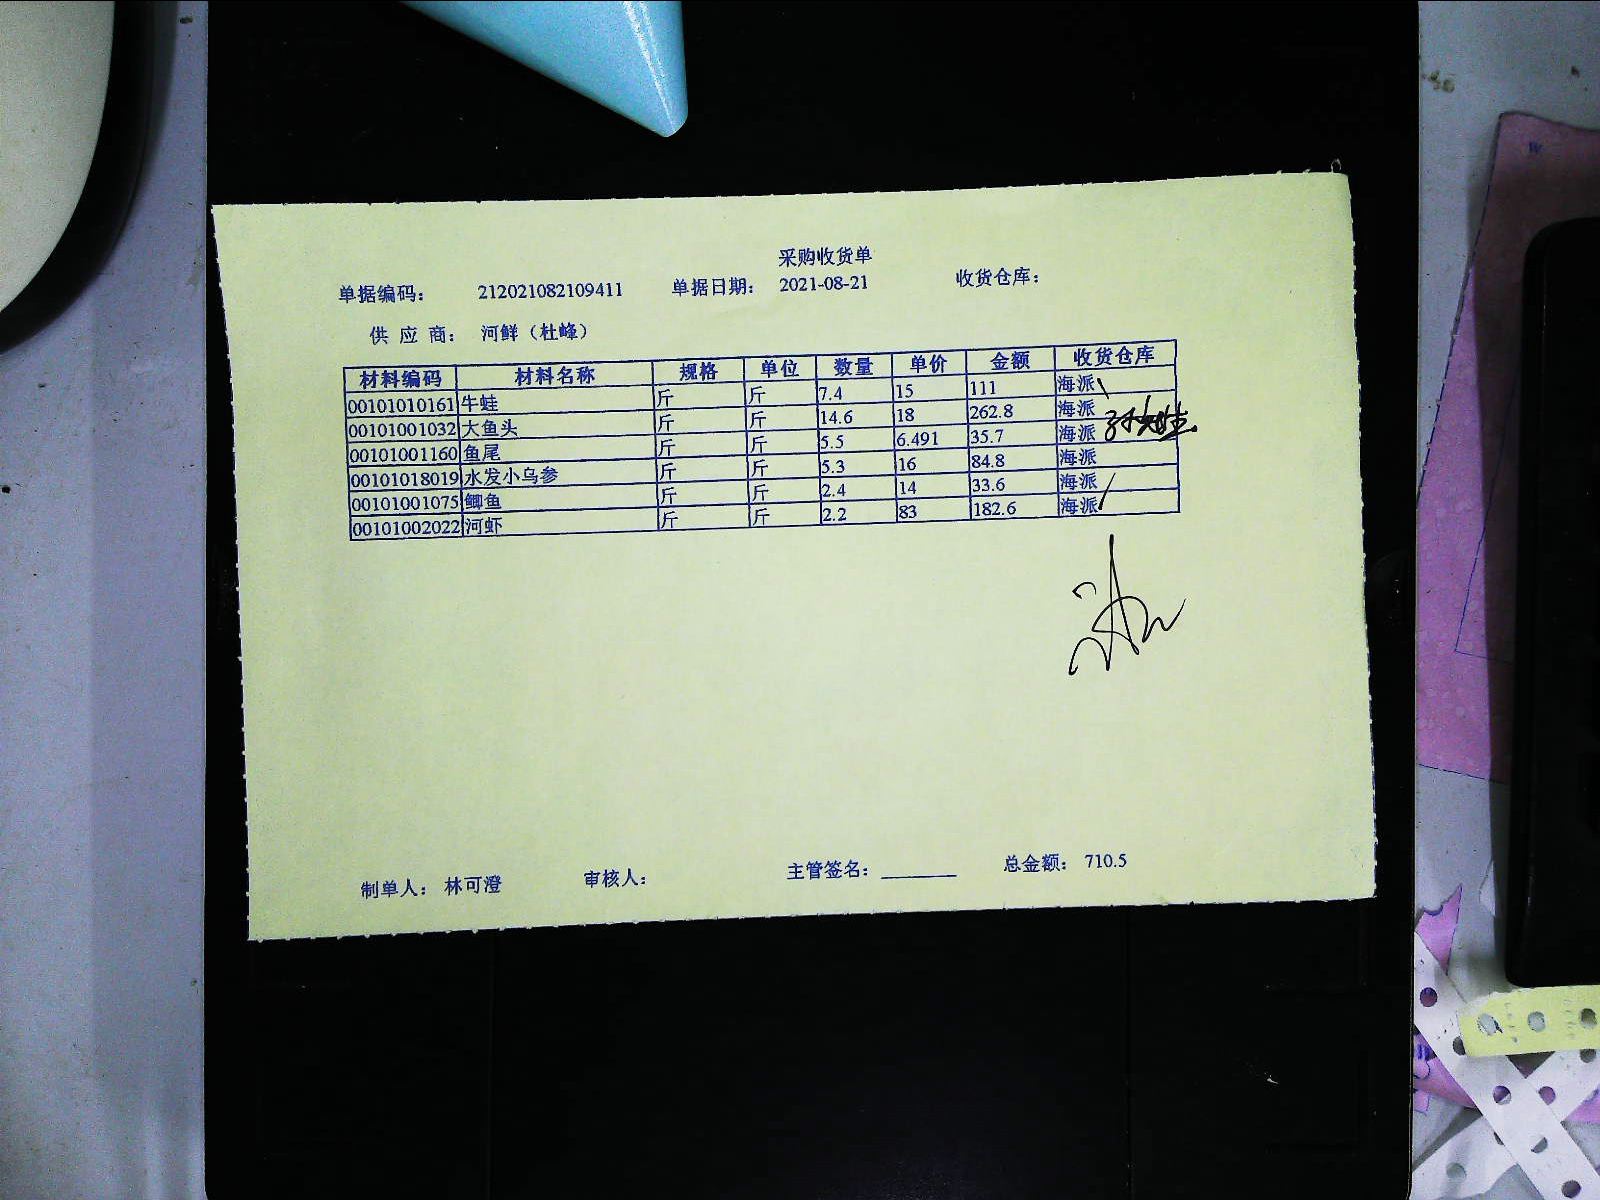 采购收货单
单据编码： 212021082109411 单据日期： 2021-08-21 收货仓库：
供 应 商： 河鲜（杜峰）
材料编码 材料名称 规格 单位 数量 单价 金额 收货仓库
00101010161 牛蛙 斤 斤 7.4 15 111 海派
00101001032 大鱼头 斤 斤 14.6 18 262.8 海派
00101001160 鱼尾 斤 斤 5.5 6.491 35.7 海派
00101018019 水发小乌参 斤 斤 5.3 16 84.8 海派
00101001075 鲫鱼 斤 斤 2.4 14 33.6 海派
00101002022 河虾 斤 斤 2.2 83 182.6 海派
制单人： 林可澄 审核人： 主管签名： 总金额： 710.5